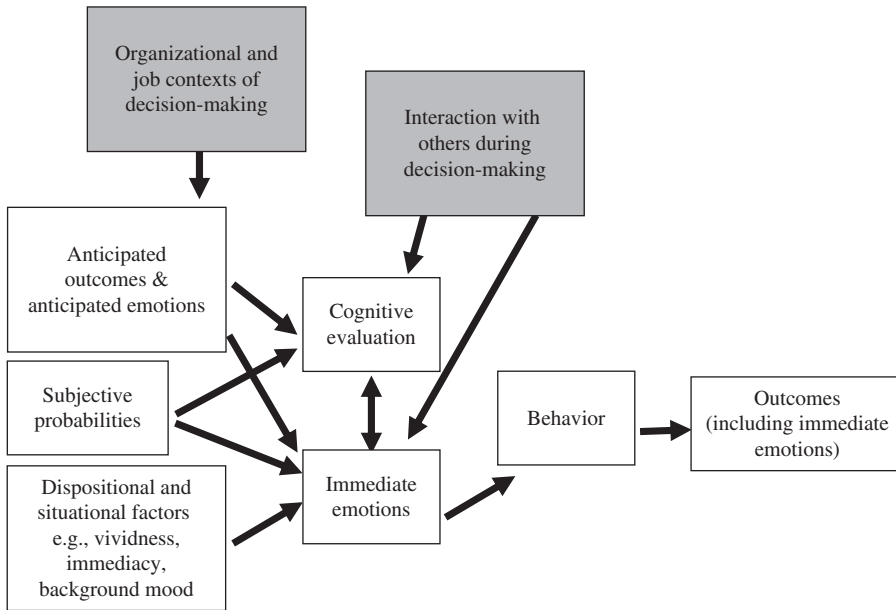 Organizational and
job contexts of
decision-making
Interaction with
others during
decision-making
Anticipated
outcomes &
anticipated emotions
Cognitive
evaluation
Subjective
probabilities
Behavior
Outcomes
(including immediate
emotions)
Dispositional and
situational factors
e.g., vividness,
immediacy,
background mood
Immediate
emotions